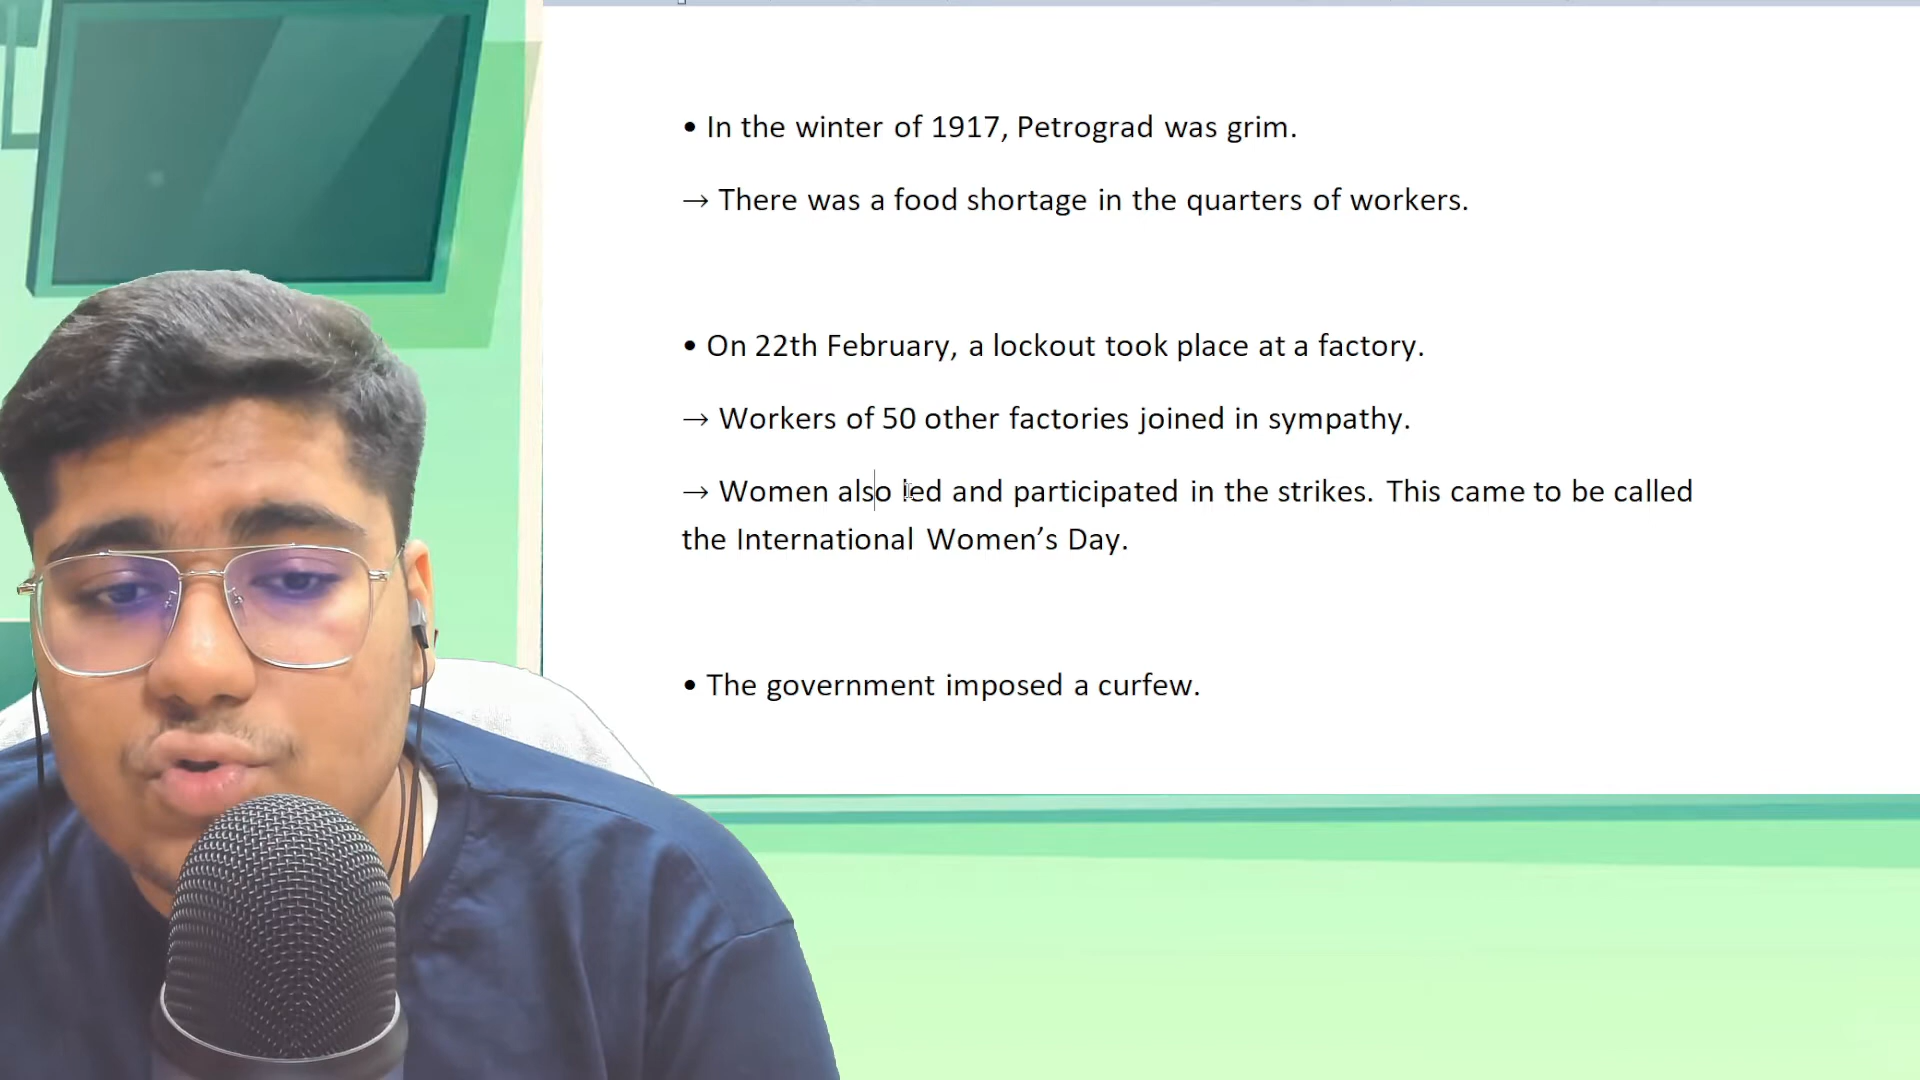 • In the winter of 1917, Petrograd was grim.
→ There was a food shortage in the quarters of workers.
• On 22th February, a lockout took place at a factory.
→ Workers of 50 other factories joined in sympathy.
→ Women also led and participated in the strikes. This came to be called
the International Women’s Day.
• The government imposed a curfew.